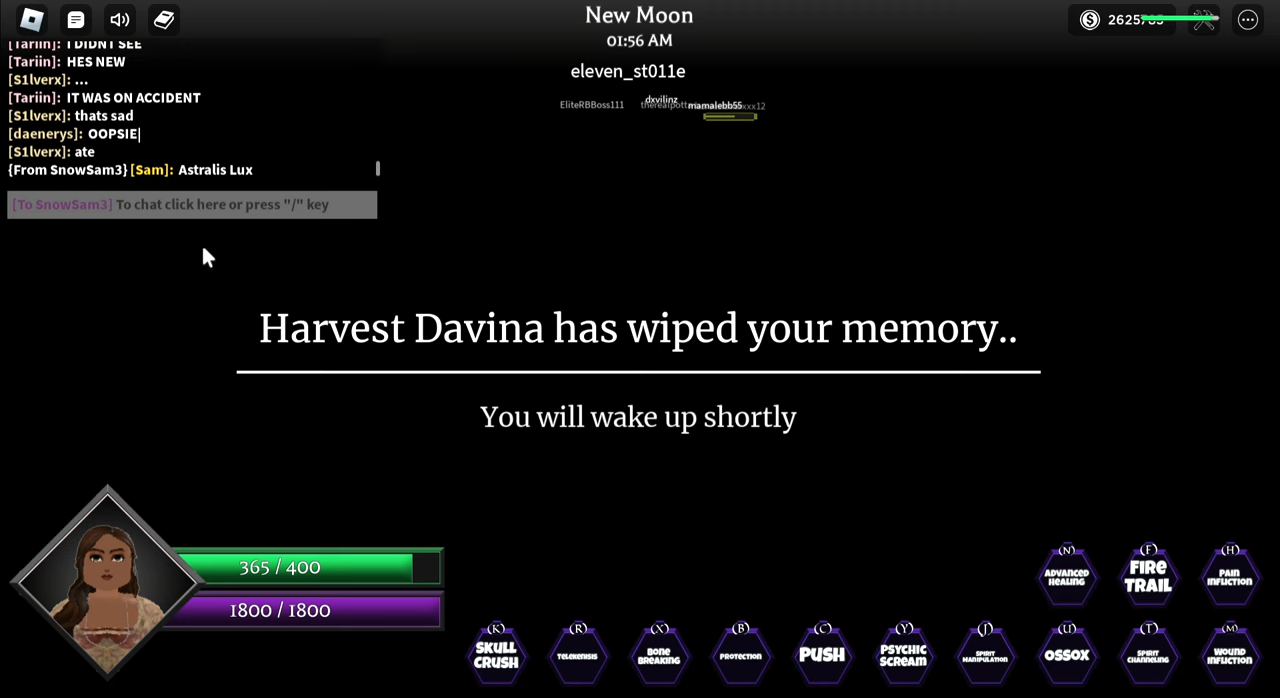 New Moon
01:56 AM
eleven_st011e
EliteRBBoss111
dxvilinz
mamalebb55
[Tariin]: I DIDNT SEE
[Tariin]: HES NEW
[S1lverx]: ...
[Tariin]: IT WAS ON ACCIDENT
[S1lverx]: thats sad
[daenerys]: OOPSIE|
[S1lverx]: ate
{From SnowSam3} [Sam]: Astralis Lux
[To SnowSam3] To chat click here or press "/" key
Harvest Davina has wiped your memory..
You will wake up shortly
365 / 400
1800 / 1800
(N)
ADVANCED
HEALING
(F)
FIRE
TRAIL
(H)
PAIN
INFLICTION
(K)
SKULL
CRUSH
(R)
TELEKENISIS
(X)
BONE
BREAKING
(B)
PROTECTION
(C)
PUSH
(Y)
PSYCHIC
SCREAM
(J)
SPIRIT
MANIPULATION
(U)
OSSOX
(T)
SPIRIT
CHANNELING
(M)
WOUND
INFLICTION